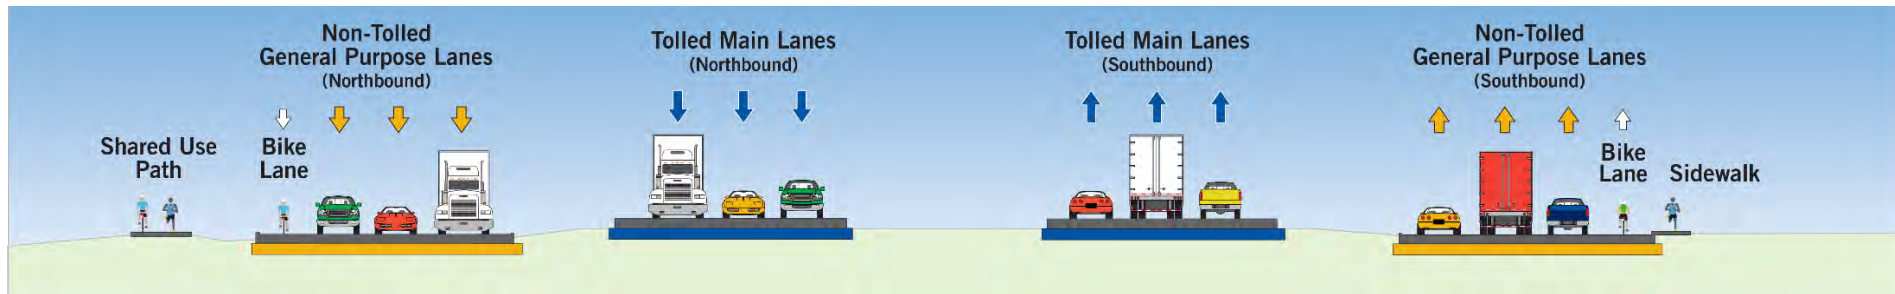 Non-Tolled
General Purpose Lanes
(Northbound)
Tolled Main Lanes
(Northbound)
Tolled Main Lanes
(Southbound)
Non-Tolled
General Purpose Lanes
(Southbound)
Shared Use
Path
Bike
Lane
Bike
Lane
Sidewalk